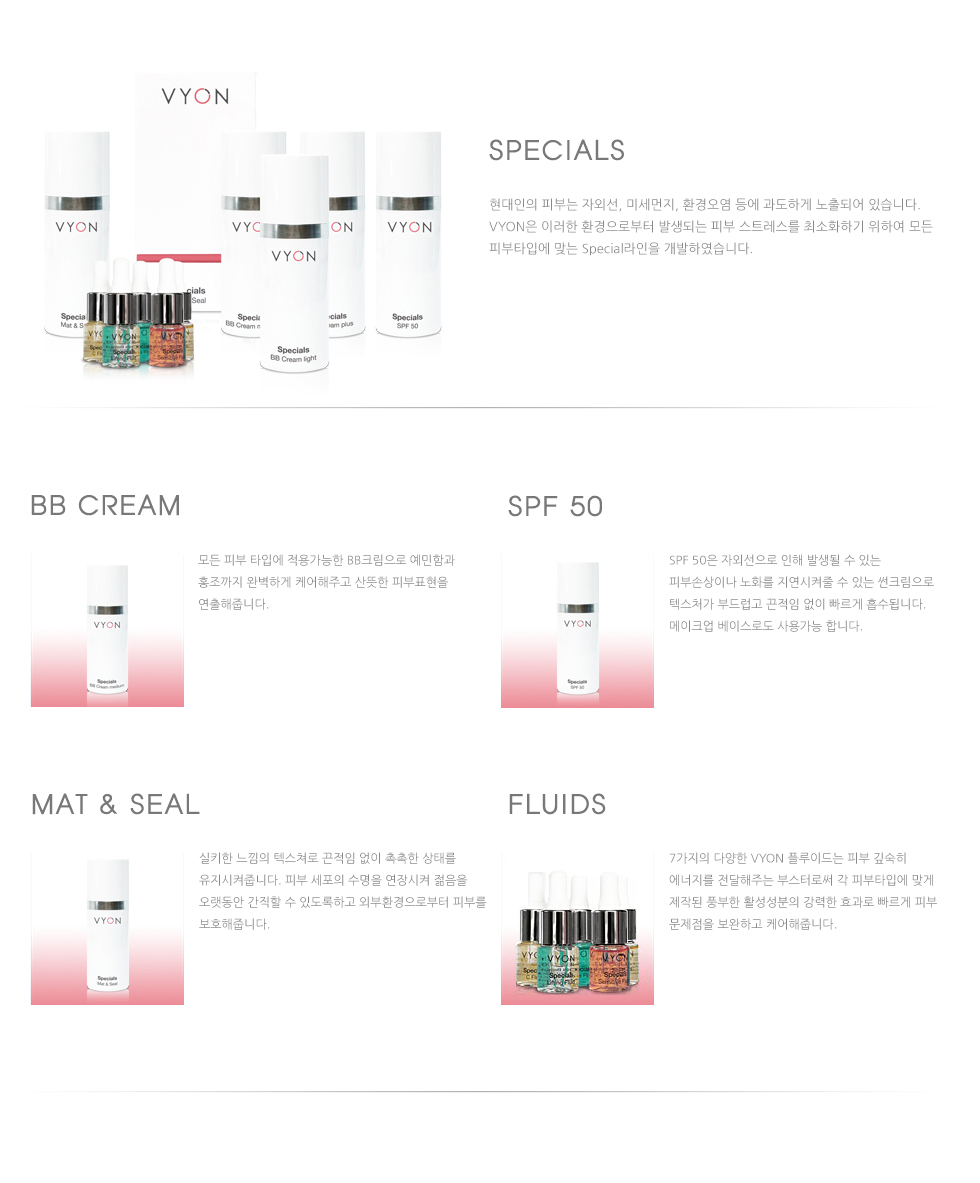 VYON
VYON
VYON
VYON
VYON
Specials
Mat & S
cials
Seal
BB Cream m
Specials
BB Cream light
cials
eam plus
Specials
SPF 50
VYON
SPECIALS
현대인의 피부는 자외선, 미세먼지, 환경오염 등에 과도하게 노출되어 있습니다.
VYON은 이러한 환경으로부터 발생되는 피부 스트레스를 최소화하기 위하여 모든
피부타입에 맞는 Special라인을 개발하였습니다.
BB CREAM
VYON
Specials
BB Cream medium
모든 피부 타입에 적용가능한 BB크림으로 예민함과
홍조까지 완벽하게 케어해주고 산뜻한 피부표현을
연출해줍니다.
SPF 50
VYON
Specials
SPF 50
SPF 50은 자외선으로 인해 발생될 수 있는
피부손상이나 노화를 지연시켜줄 수 있는 썬크림으로
텍스처가 부드럽고 끈적임 없이 빠르게 흡수됩니다.
메이크업 베이스로도 사용가능 합니다.
MAT & SEAL
VYON
Specials
Mat & Seal
실키한 느낌의 텍스쳐로 끈적임 없이 촉촉한 상태를
유지시켜줍니다. 피부 세포의 수명을 연장시켜 젊음을
오랫동안 간직할 수 있도록하고 외부환경으로부터 피부를
보호해줍니다.
FLUIDS
VYON
Specials
Lifting Fluid
7가지의 다양한 VYON 플루이드는 피부 깊숙히
에너지를 전달해주는 부스터로써 각 피부타입에 맞게
제작된 풍부한 활성성분의 강력한 효과로 빠르게 피부
문제점을 보완하고 케어해줍니다.